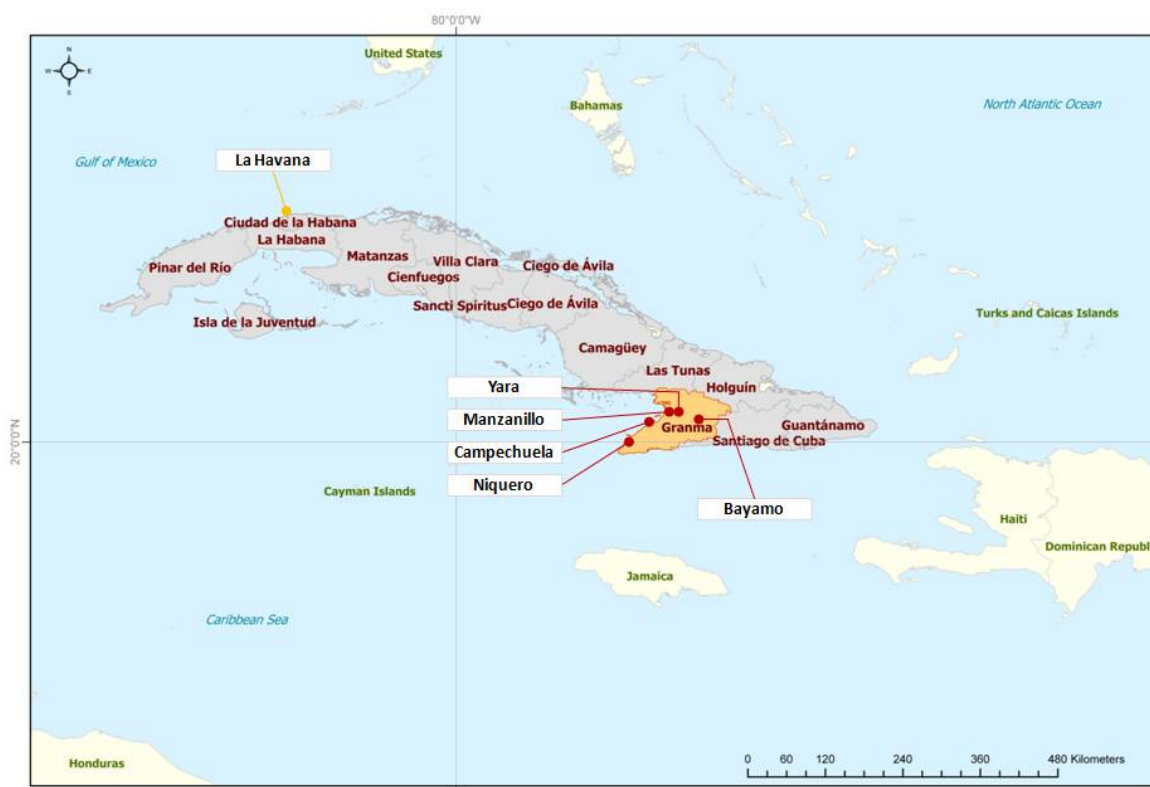 80°0'0"W
N
W
E
S
United States
Bahamas
North Atlantic Ocean
Gulf of Mexico
La Havana
Ciudad de la Habana
La Habana
Matanzas
Villa Clara
Ciego de Ávila
Pinar del Río
Cienfuegos
Sancti Spíritus
Ciego de Ávila
Isla de la Juventud
Turks and Caicas Islands
Camagüey
Las Tunas
Yara
Holguín
Manzanillo
Granma
Guantánamo
Santiago de Cuba
20°0'0"N
Campechuela
Niquero
Cayman Islands
Bayamo
Haití
Dominican Republ
Jamaica
Caribbean Sea
Honduras
0 60 120 240 360 480 Kilometers